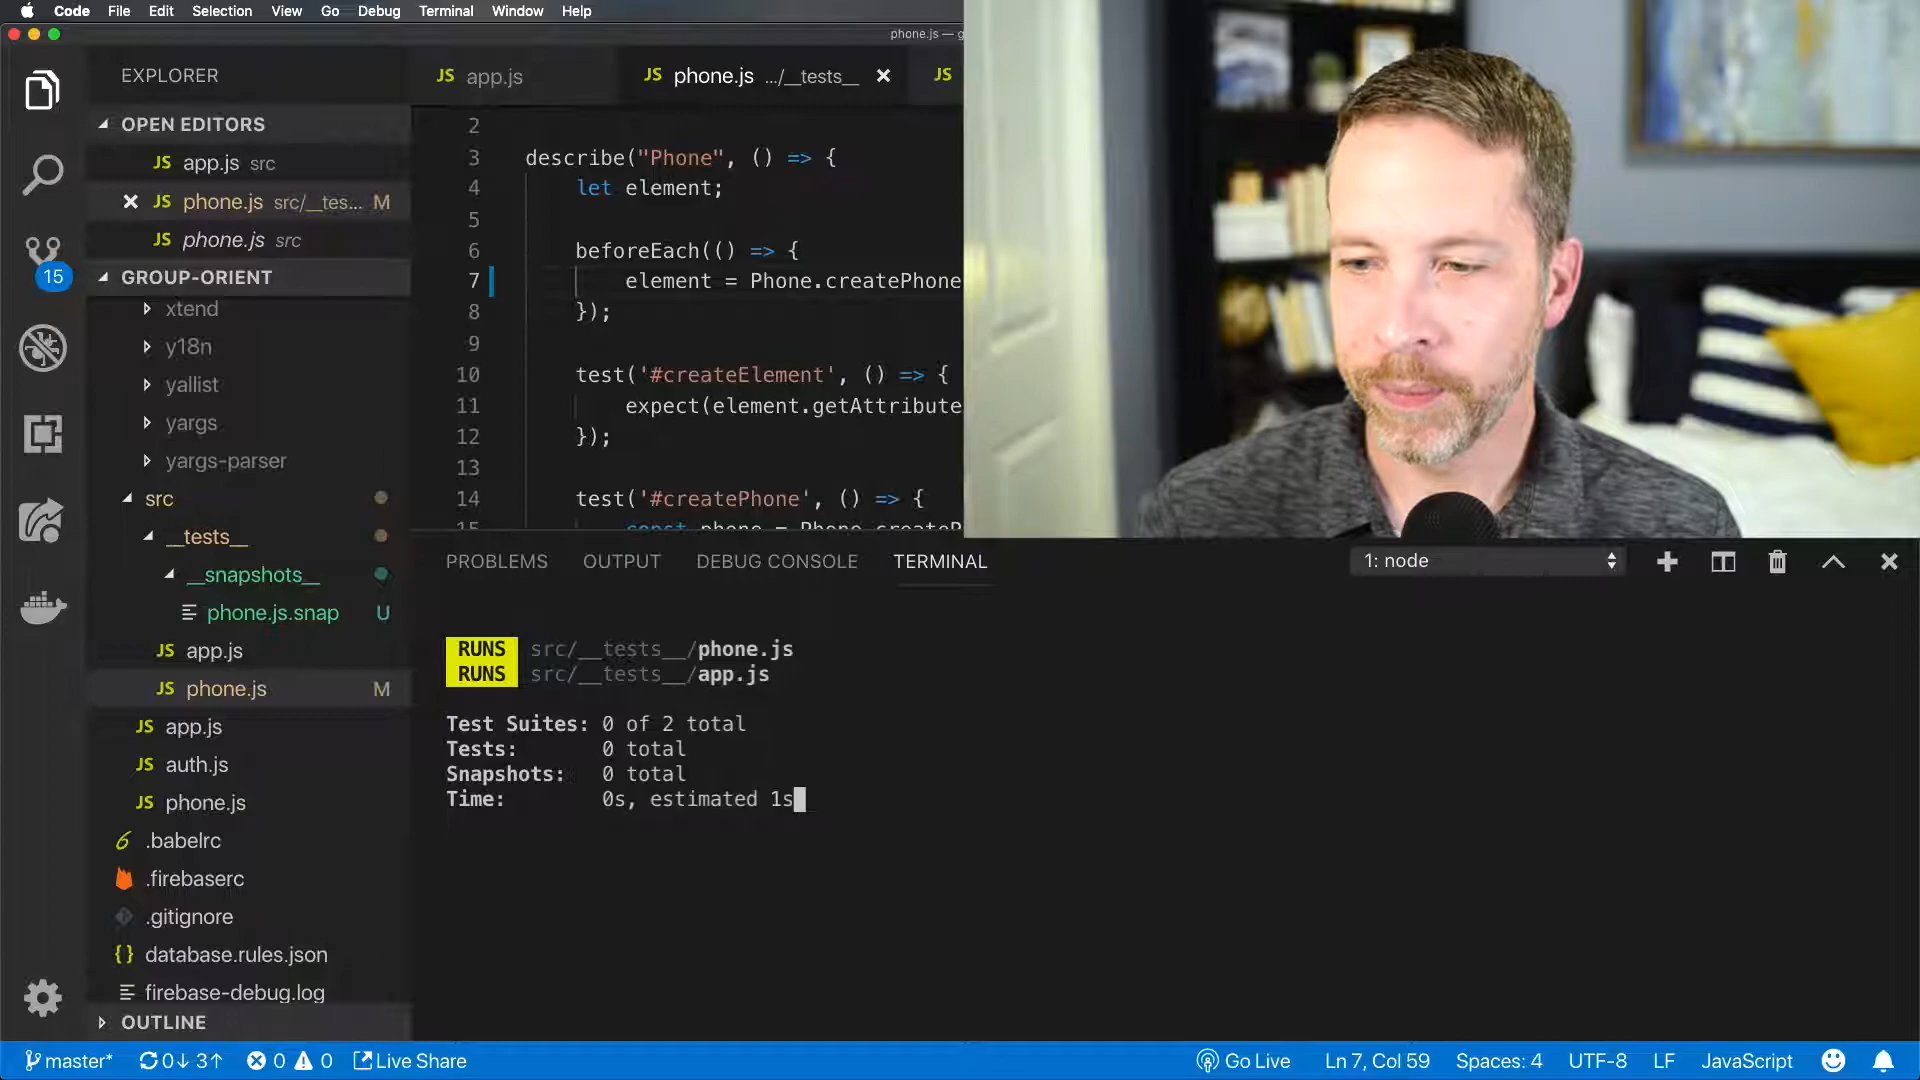 Code File Edit Selection View Go Debug Terminal Window Help
phone.js — g
EXPLORER
OPEN EDITORS
JS app.js src
JS phone.js src/__tes... M
JS phone.js src
GROUP-ORIENT
xtend
y18n
yallist
yargs
yargs-parser
src
__tests__
__snapshots__
phone.js.snap U
JS app.js
JS phone.js M
JS app.js
JS auth.js
JS phone.js
.babelrc
.firebaserc
.gitignore
{} database.rules.json
firebase-debug.log
OUTLINE
15
JS app.js
JS phone.js .../__tests__
JS
2
3 describe("Phone", () => {
4 let element;
5
6 beforeEach(() => {
7 element = Phone.createPhone
8 });
9
10 test('#createElement', () => {
11 expect(element.getAttribute
12 });
13
14 test('#createPhone', () => {
15 const phone = Phone.createP
PROBLEMS OUTPUT DEBUG CONSOLE TERMINAL
1: node
RUNS src/__tests__/phone.js
RUNS src/__tests__/app.js
Test Suites: 0 of 2 total
Tests: 0 total
Snapshots: 0 total
Time: 0s, estimated 1s
master* 0↓ 3↑ 0 0 Live Share
Go Live Ln 7, Col 59 Spaces: 4 UTF-8 LF JavaScript